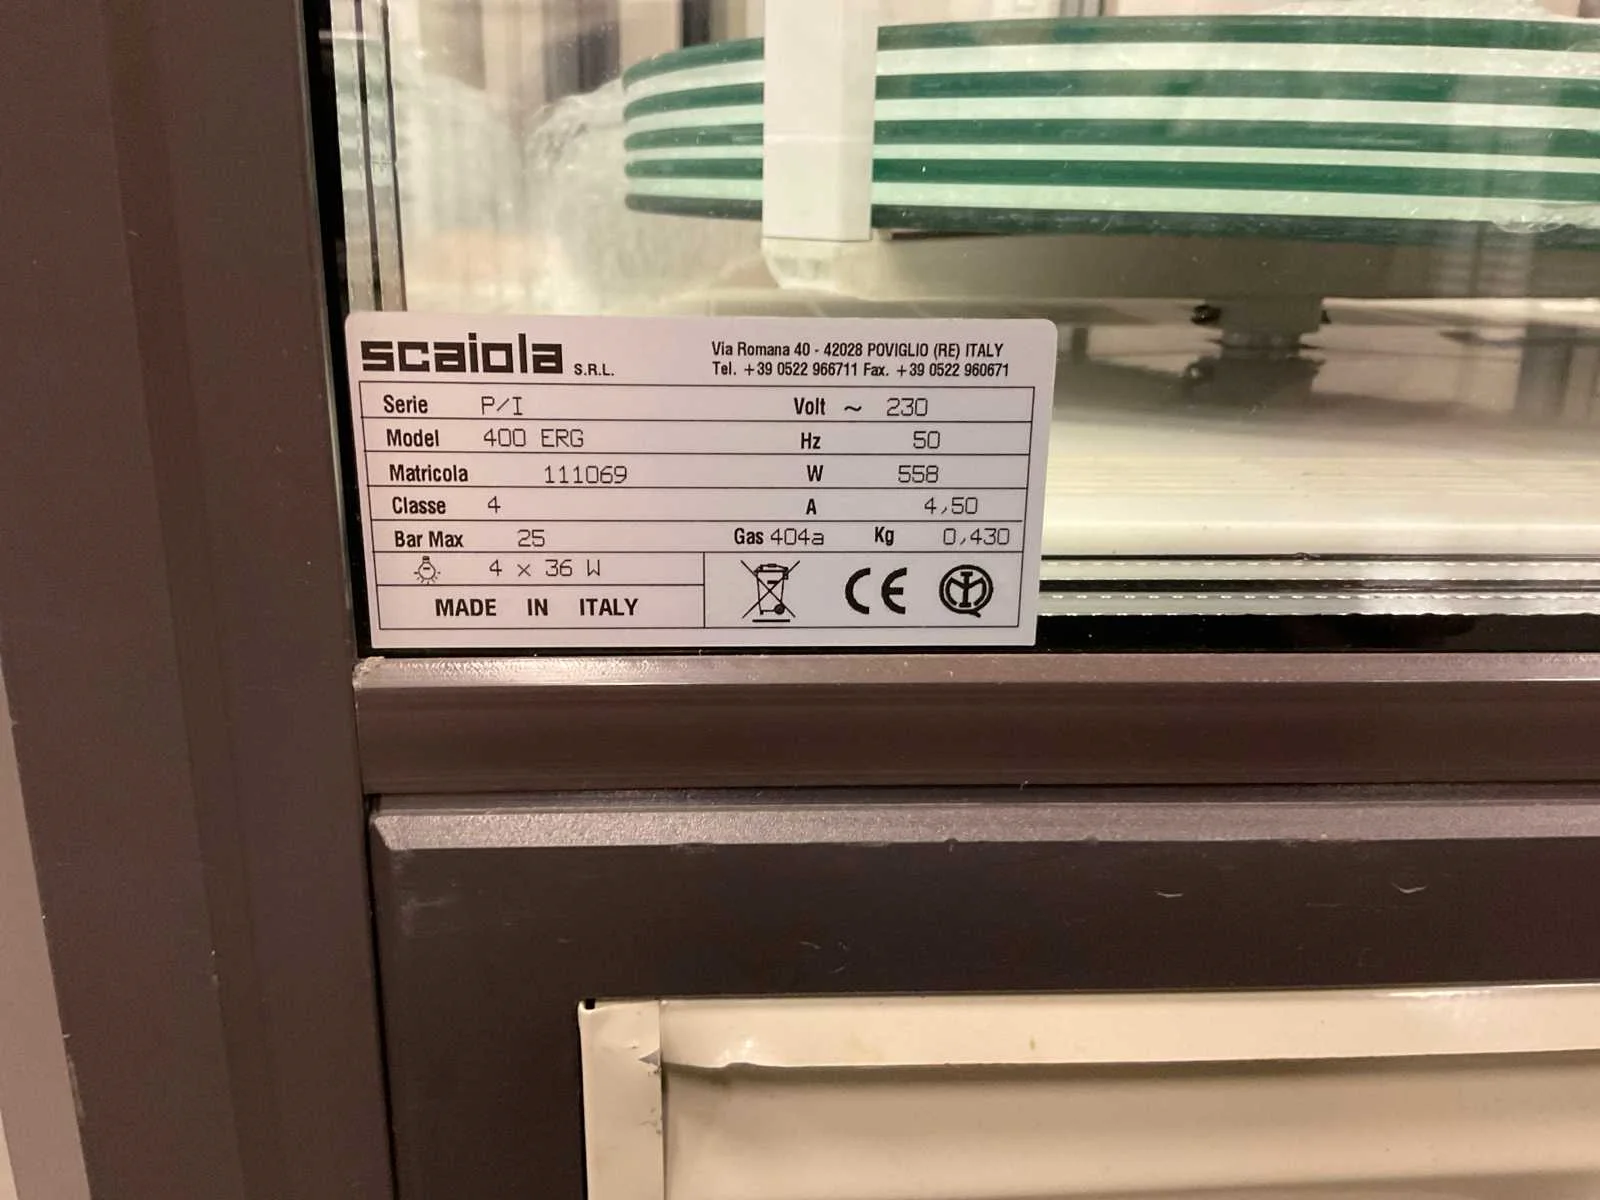 scaiola S.R.L.
Via Romana 40 - 42028 POVIGLIO (RE) ITALY
Tel. +39 0522 966711 Fax. +39 0522 960671
Serie P/I Volt ~ 230
Model 400 ERG Hz 50
Matricola 111069 W 558
Classe 4 A 4,50
Bar Max 25 Gas 404a Kg 0,430
4 x 36 W
MADE IN ITALY
CE